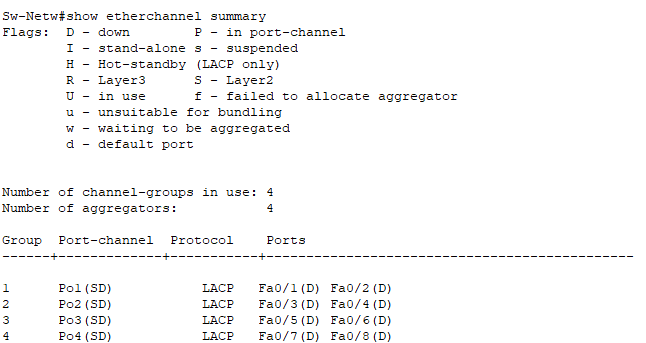 Sw-Netw#show etherchannel summary
Flags:  D - down        P - in port-channel
        I - stand-alone s - suspended
        H - Hot-standby (LACP only)
        R - Layer3      S - Layer2
        U - in use      f - failed to allocate aggregator
        u - unsuitable for bundling
        w - waiting to be aggregated
        d - default port
Number of channel-groups in use: 4
Number of aggregators:           4
Group  Port-channel  Protocol    Ports
------+-------------+-----------+----------------------------------------------
1      Po1(SD)           LACP   Fa0/1(D) Fa0/2(D)
2      Po2(SD)           LACP   Fa0/3(D) Fa0/4(D)
3      Po3(SD)           LACP   Fa0/5(D) Fa0/6(D)
4      Po4(SD)           LACP   Fa0/7(D) Fa0/8(D)